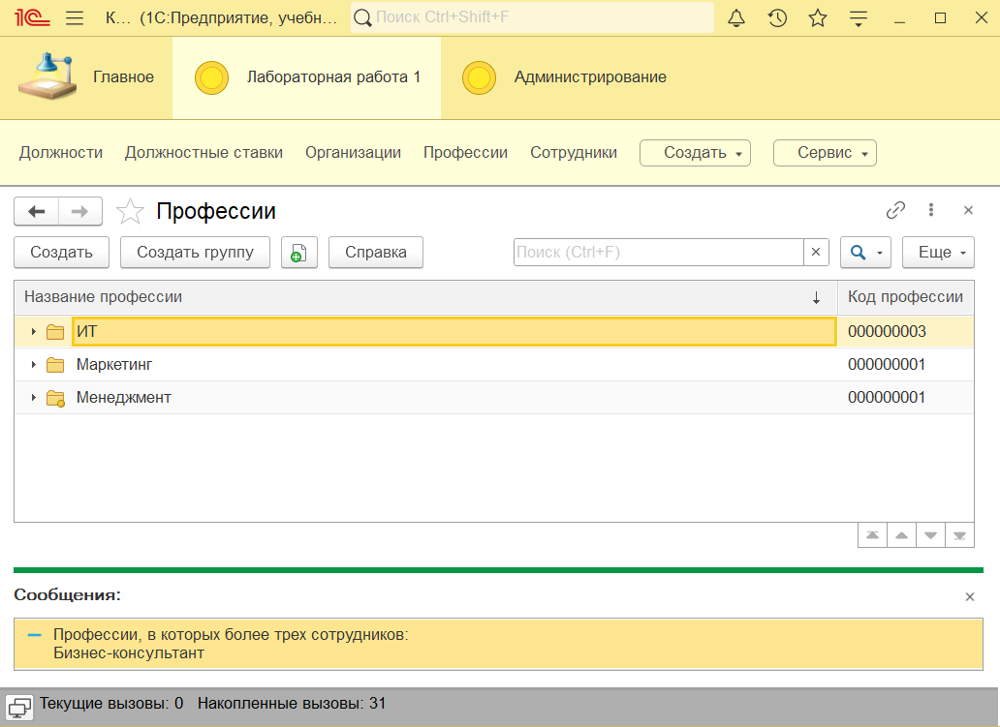 1С К... (1С:Предприятие, учебн... Поиск Ctrl+Shift+F
Главное Лабораторная работа 1 Администрирование
Должности Должностные ставки Организации Профессии Сотрудники Создать Сервис
Профессии
Создать Создать группу Справка Поиск (Ctrl+F) Еще
Название профессии Код профессии
ИТ 000000003
Маркетинг 000000001
Менеджмент 000000001
Сообщения:
Профессии, в которых более трех сотрудников:
Бизнес-консультант
Текущие вызовы: 0 Накопленные вызовы: 31